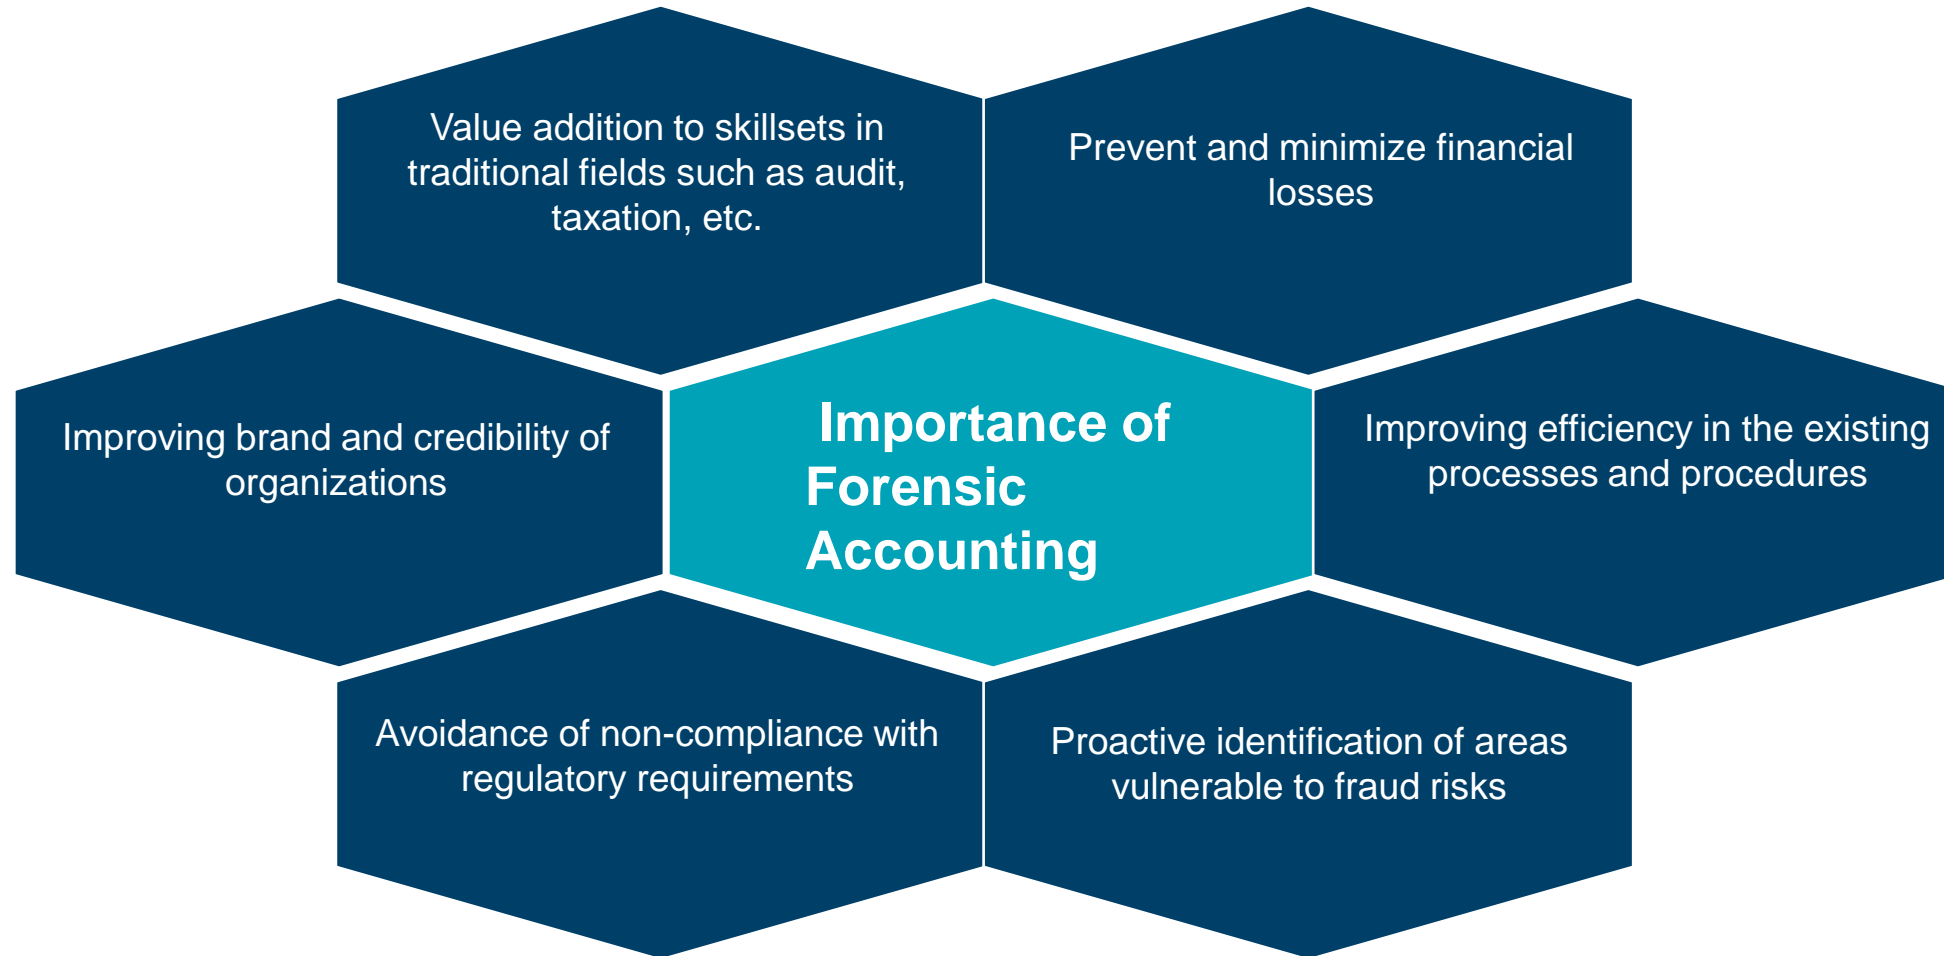 Value addition to skillsets in
traditional fields such as audit,
taxation, etc.
Prevent and minimize financial
losses
Improving brand and credibility of
organizations
Importance of
Forensic
Accounting
Improving efficiency in the existing
processes and procedures
Avoidance of non-compliance with
regulatory requirements
Proactive identification of areas
vulnerable to fraud risks